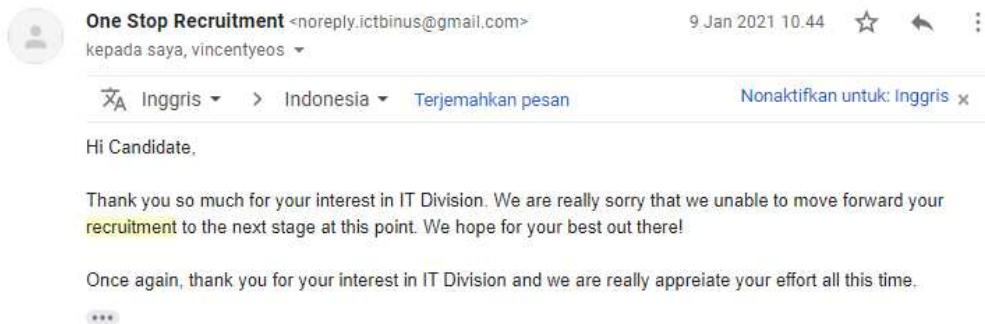 One Stop Recruitment <noreply.ictbinus@gmail.com> 9 Jan 2021 10.44
kepada saya, vincentyeos
Inggris > Indonesia Terjemahkan pesan Nonaktifkan untuk: Inggris x
Hi Candidate,
Thank you so much for your interest in IT Division. We are really sorry that we unable to move forward your
recruitment to the next stage at this point. We hope for your best out there!
Once again, thank you for your interest in IT Division and we are really appreiate your effort all this time.